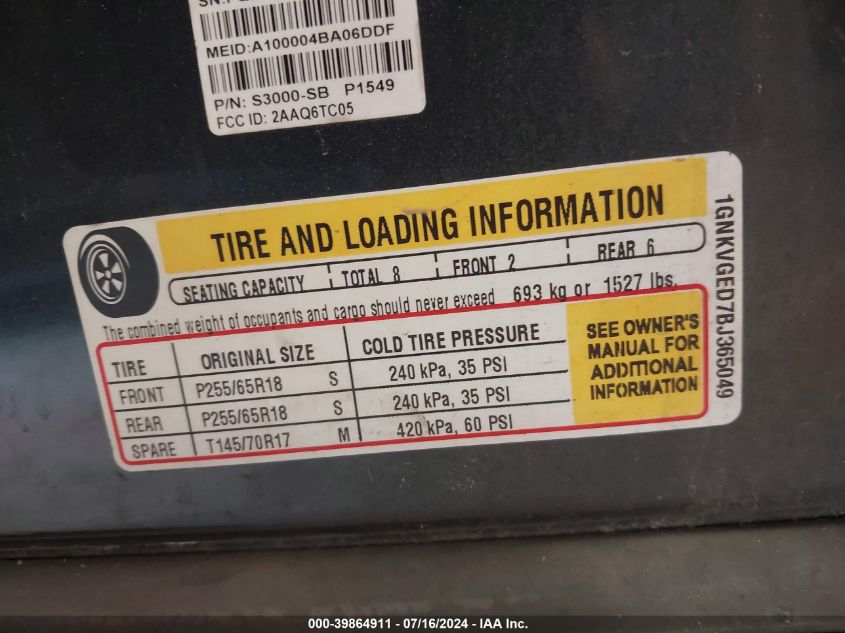 MEID:A100004BA06DDF
P/N: S3000-SB P1549
FCC ID: 2AAQ6TC05
TIRE AND LOADING INFORMATION
SEATING CAPACITY TOTAL 8 FRONT 2 REAR 6
The combined weight of occupants and cargo should never exceed 693 kg or 1527 lbs.
TIRE ORIGINAL SIZE COLD TIRE PRESSURE
FRONT P255/65R18 S 240 kPa, 35 PSI
REAR P255/65R18 S 240 kPa, 35 PSI
SPARE T145/70R17 M 420 kPa, 60 PSI
SEE OWNER'S
MANUAL FOR
ADDITIONAL
INFORMATION
1GNKVGED7BJ365049
000-39864911 - 07/16/2024 - IAA Inc.